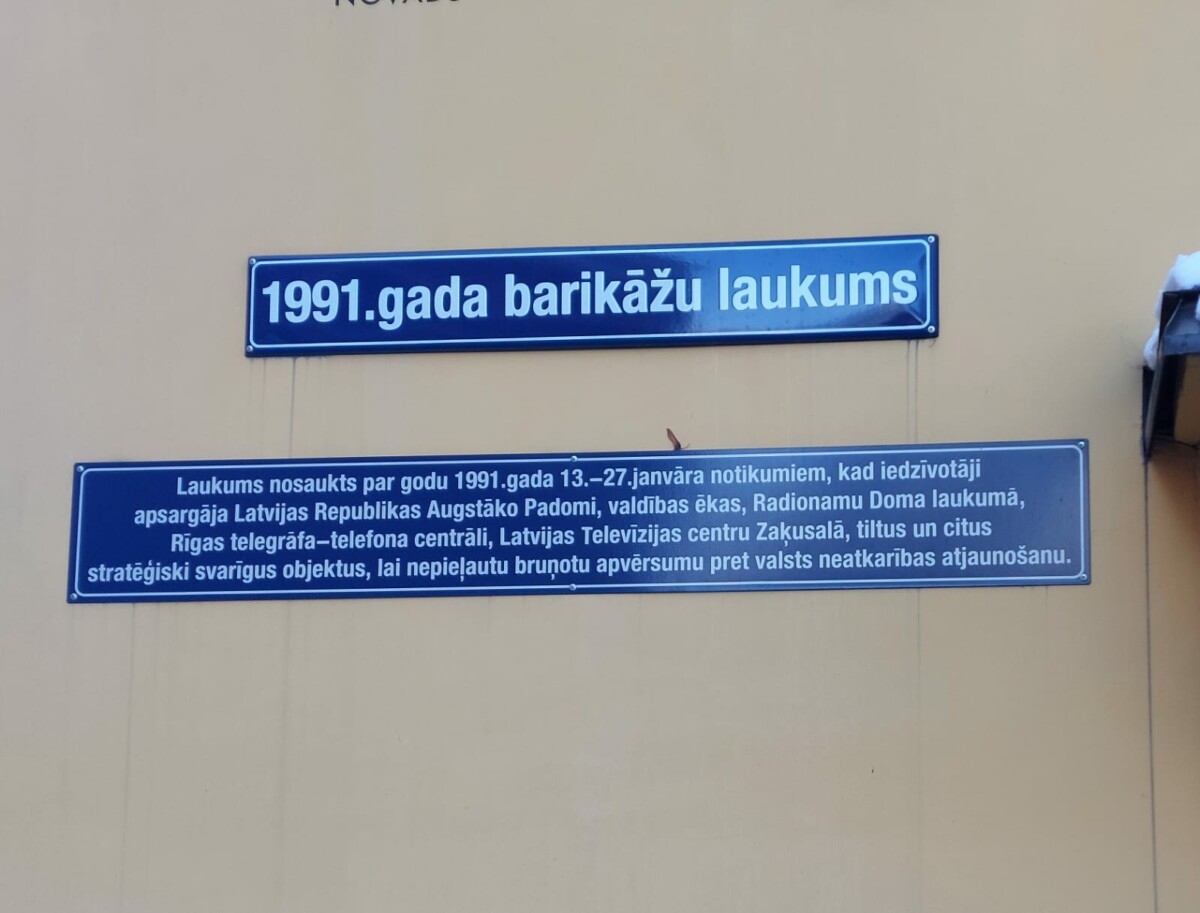 1991.gada barikāžu laukums
Laukums nosaukts par godu 1991.gada 13.–27.janvāra notikumiem, kad iedzīvotāji
apsargāja Latvijas Republikas Augstāko Padomi, valdības ēkas, Radionamu Doma laukumā,
Rīgas telegrāfa–telefona centrāli, Latvijas Televīzijas centru Zaķusalā, tiltus un citus
stratēģiski svarīgus objektus, lai nepieļautu bruņotu apvērsumu pret valsts neatkarības atjaunošanu.